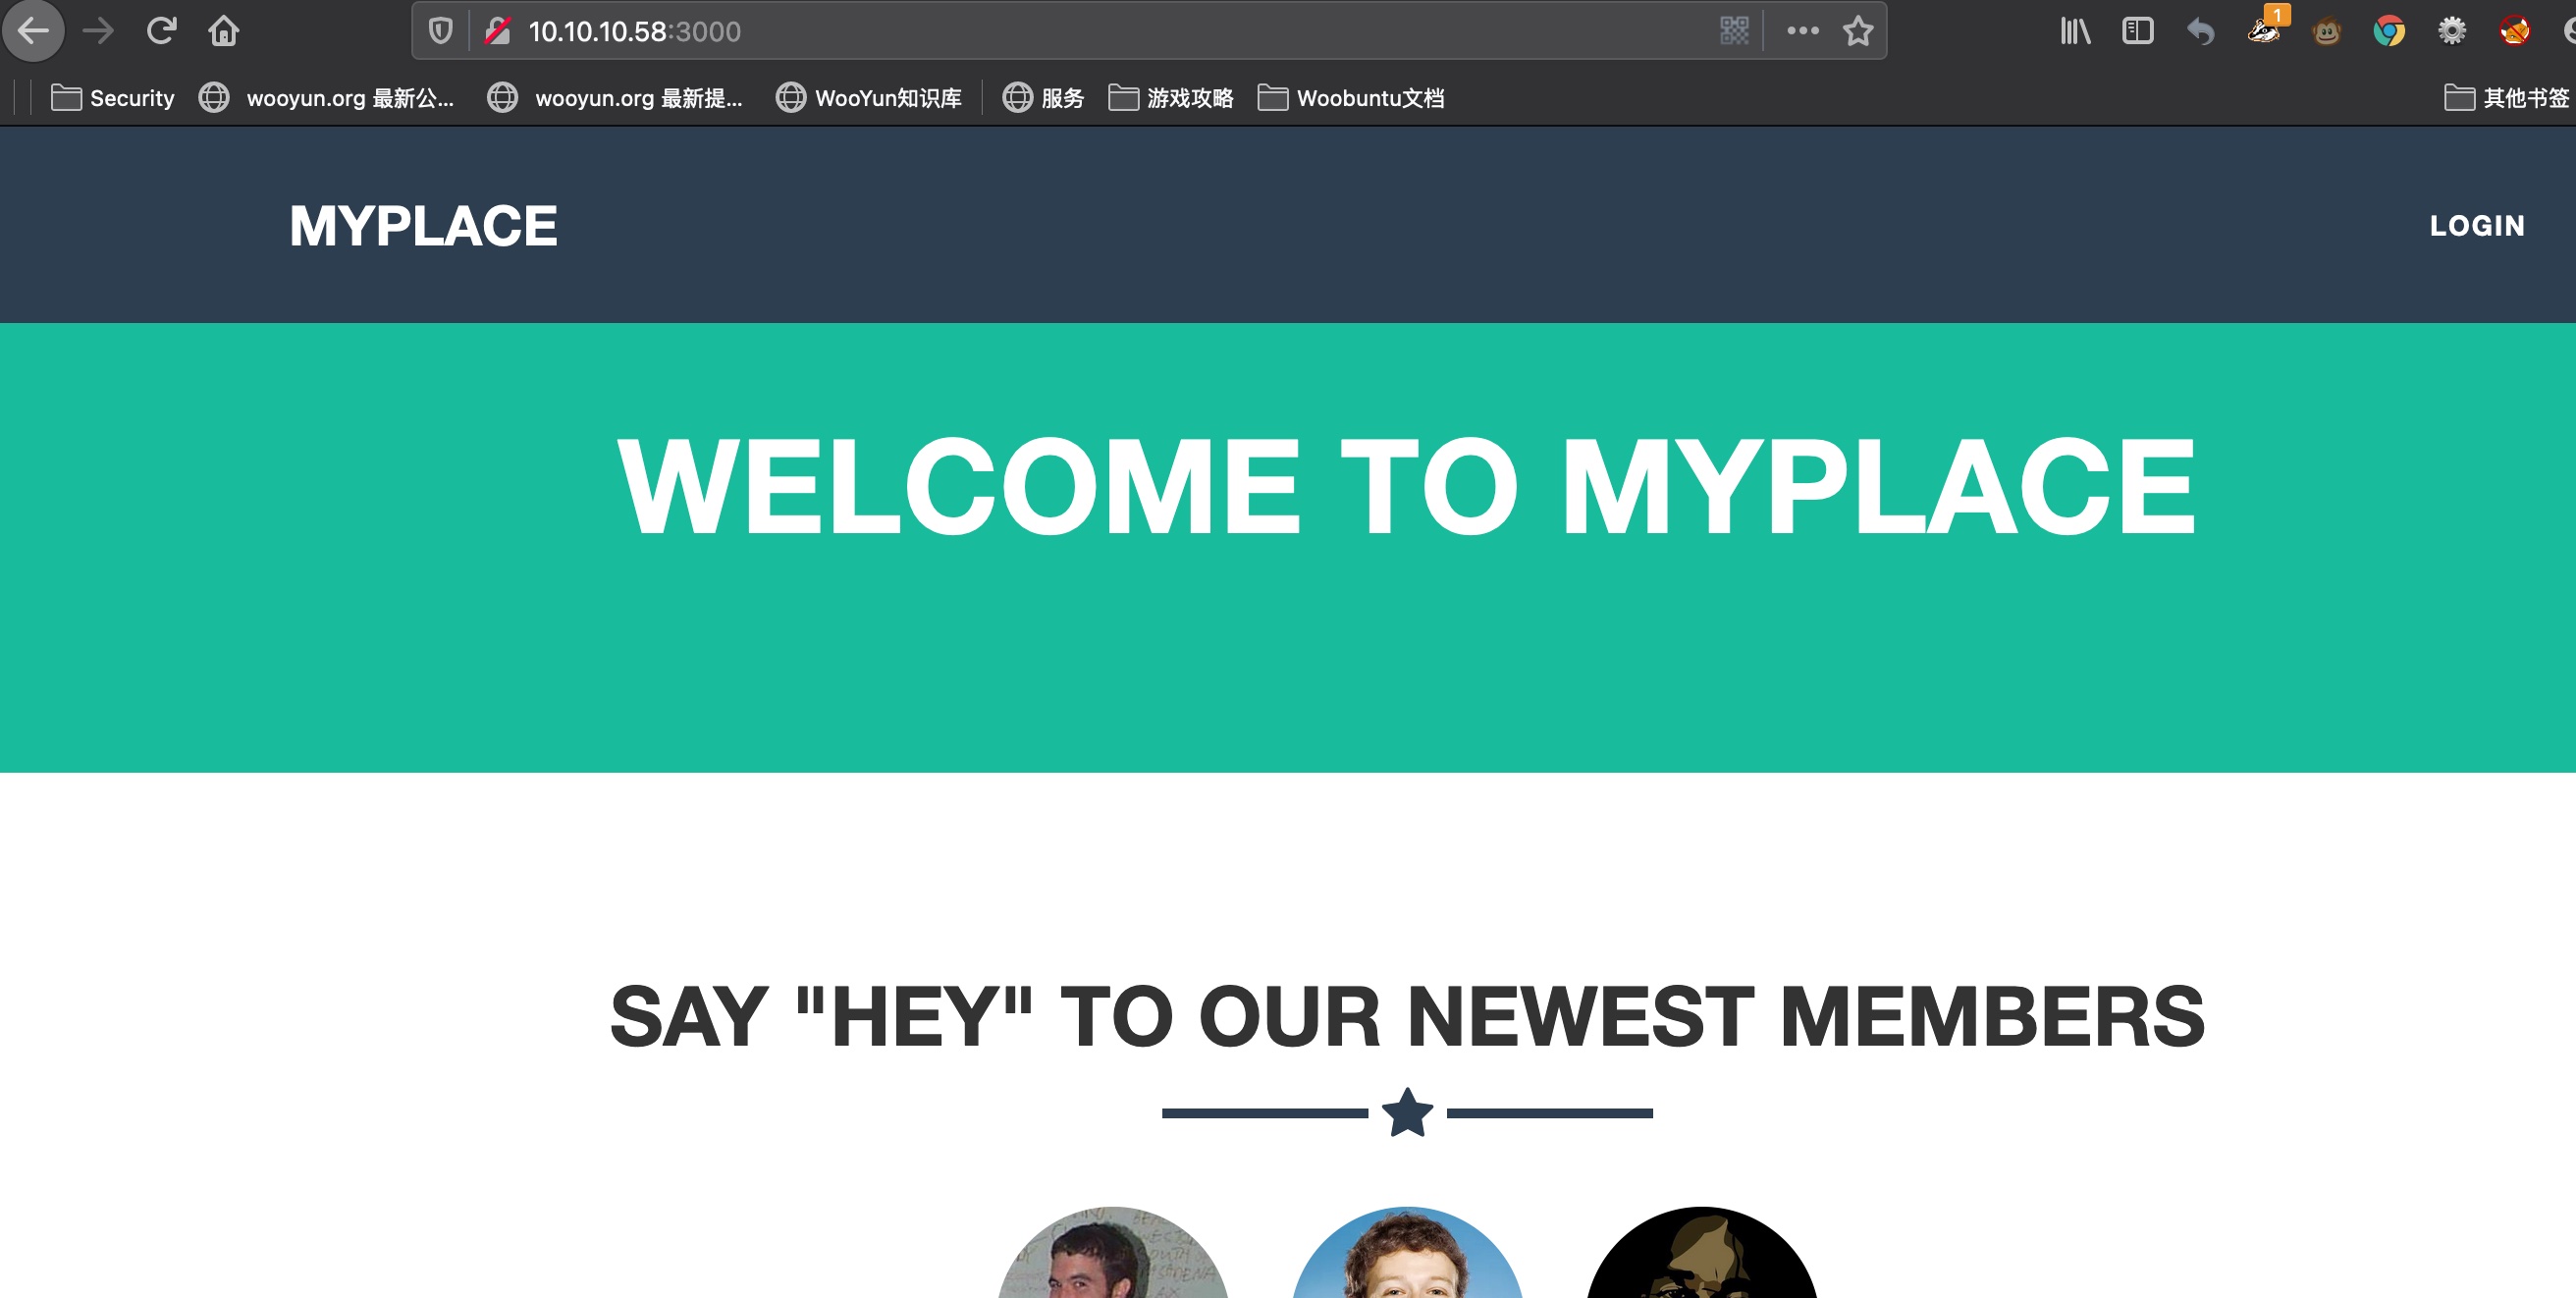 10.10.10.58:3000
1
Security wooyun.org 最新公... wooyun.org 最新提... WooYun知识库 服务 游戏攻略 Woobuntu文档 其他书签
MYPLACE LOGIN
WELCOME TO MYPLACE
SAY "HEY" TO OUR NEWEST MEMBERS